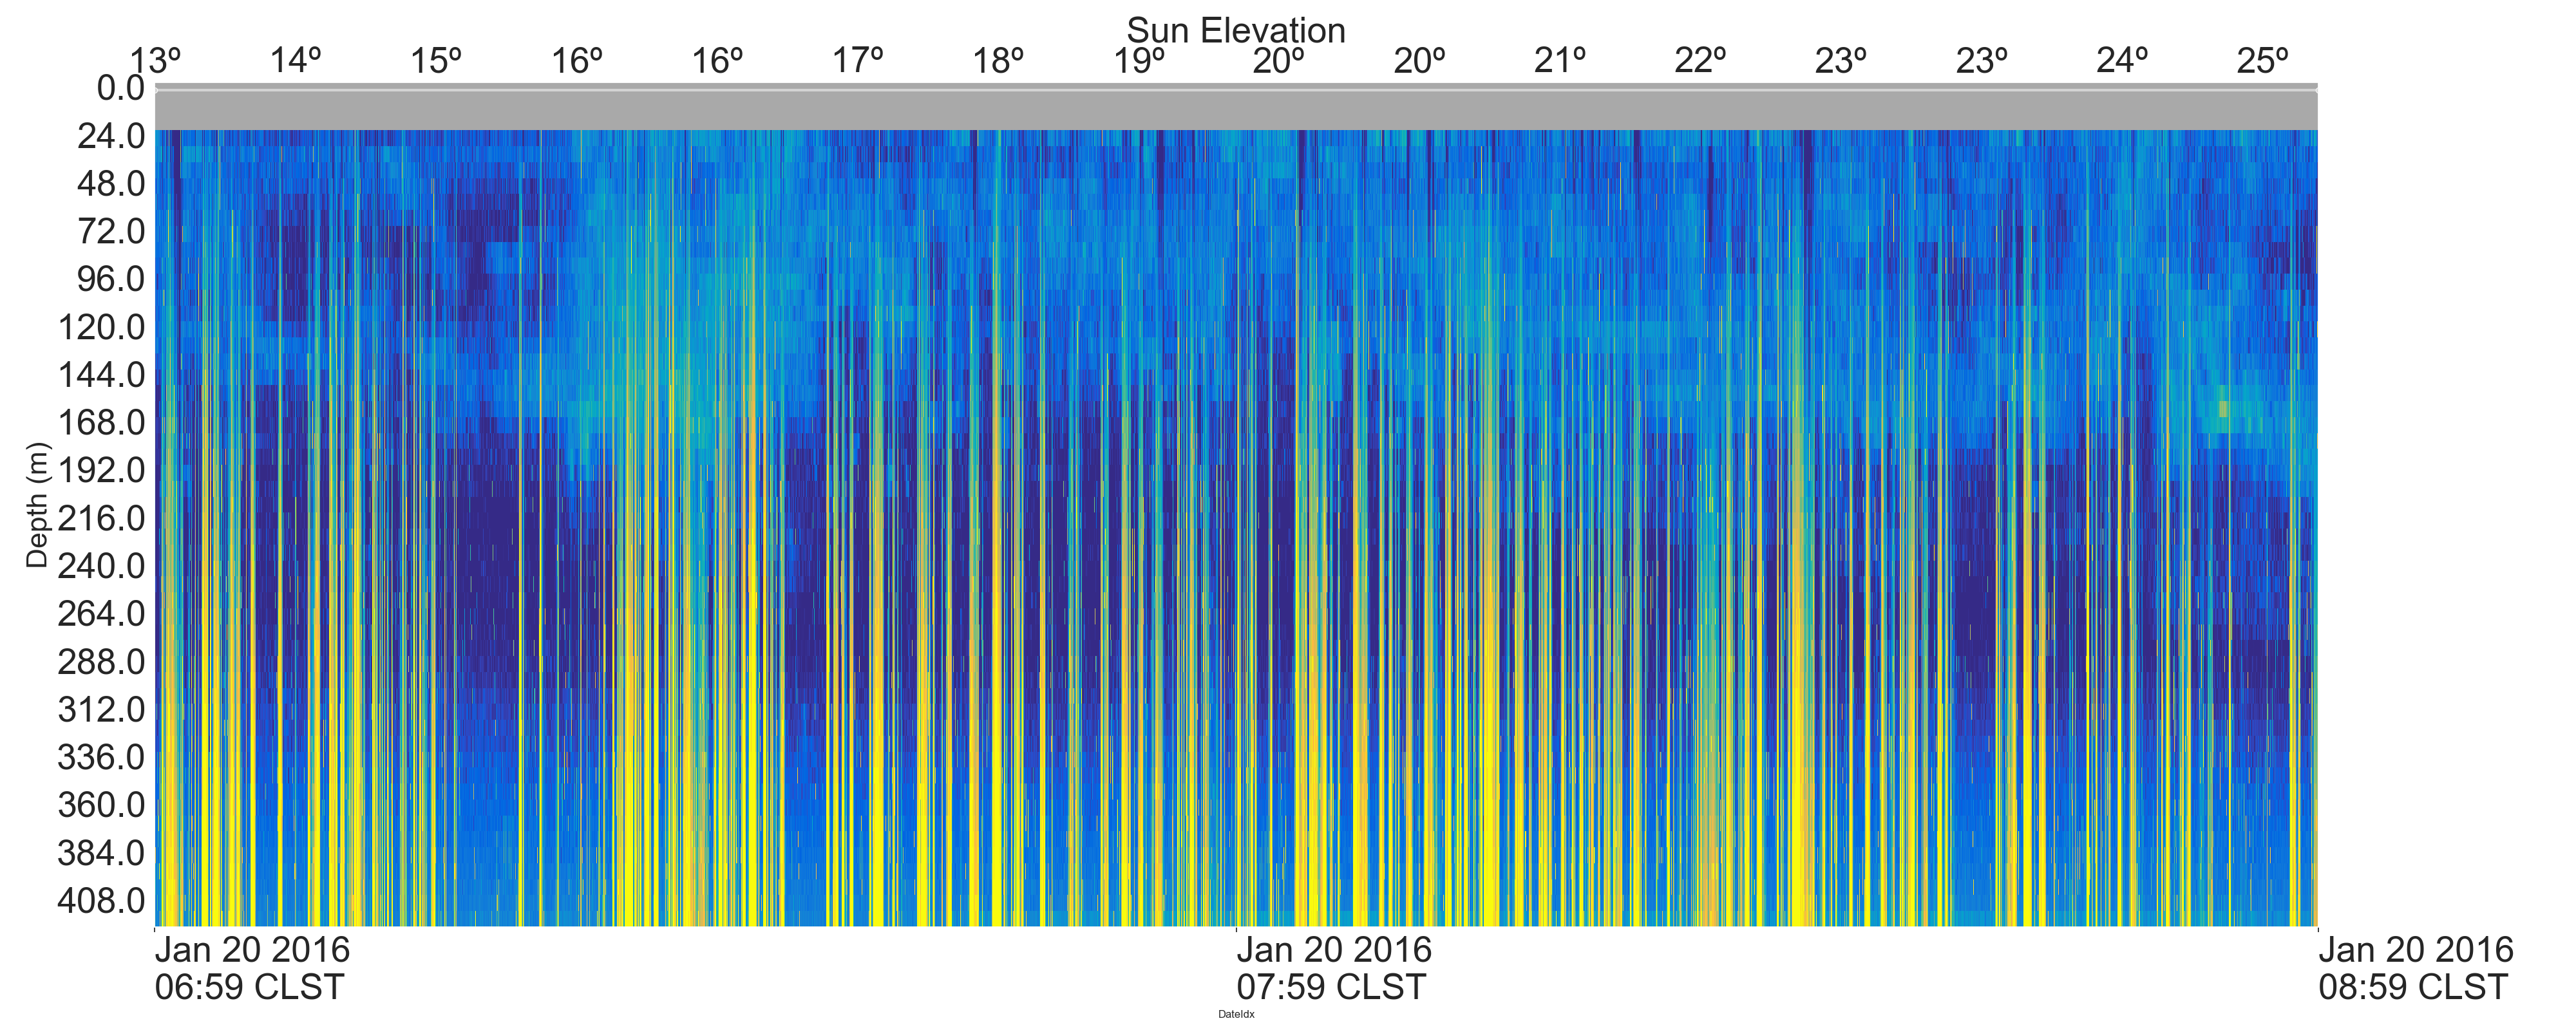 Sun Elevation
13º 14º 15º 16º 16º 17º 18º 19º 20º 20º 21º 22º 23º 23º 24º 25º
0.0
24.0
48.0
72.0
96.0
120.0
144.0
168.0
192.0
216.0
240.0
264.0
288.0
312.0
336.0
360.0
384.0
408.0
Depth (m)
Jan 20 2016
06:59 CLST
Jan 20 2016
07:59 CLST
Jan 20 2016
08:59 CLST
DateIdx